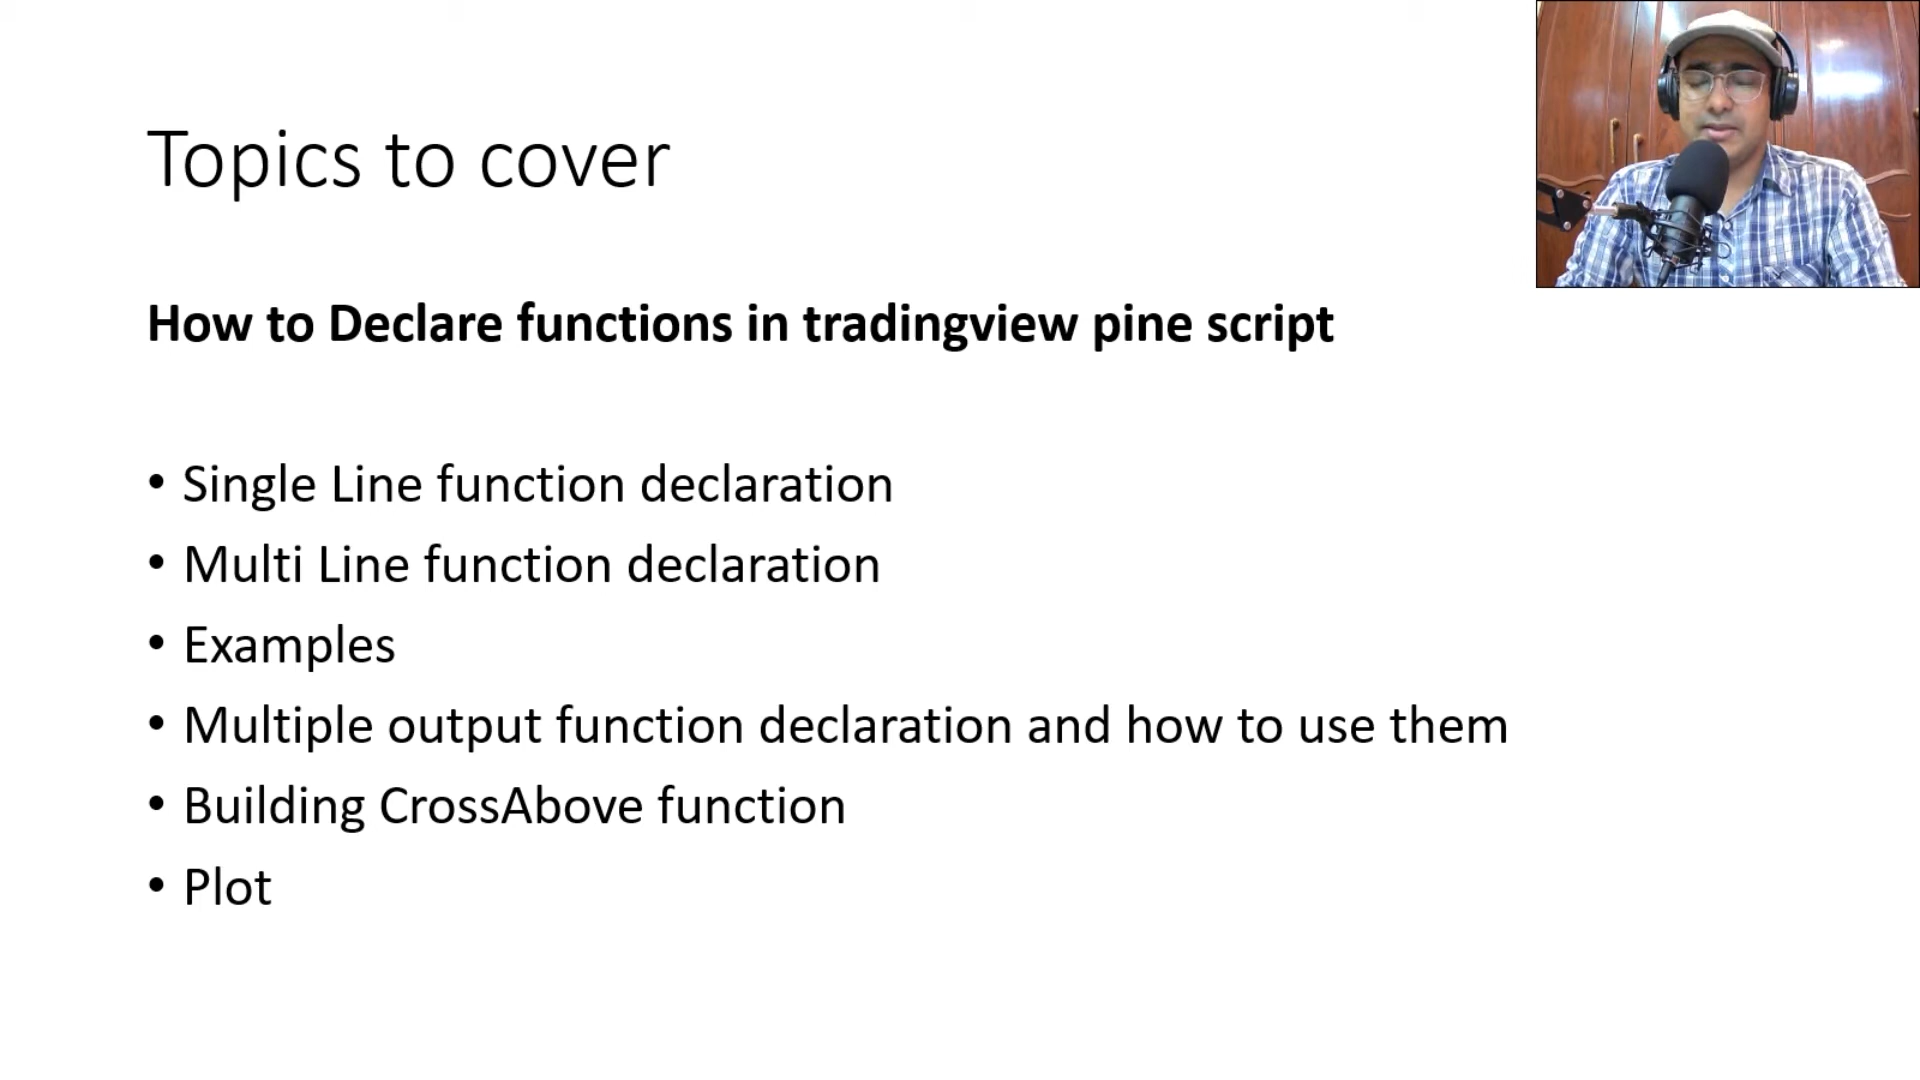 Topics to cover
How to Declare functions in tradingview pine script
• Single Line function declaration
• Multi Line function declaration
• Examples
• Multiple output function declaration and how to use them
• Building CrossAbove function
• Plot